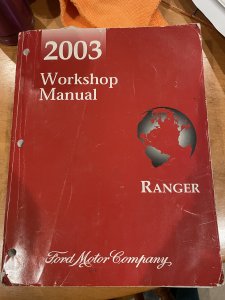 2003
Workshop
Manual
RANGER
Ford Motor Company